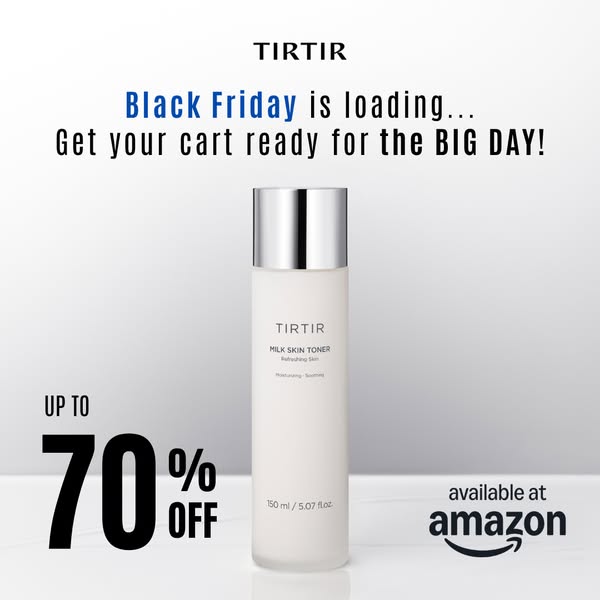 TIRTIR
Black Friday is loading...
Get your cart ready for the BIG DAY!
TIRTIR
MILK SKIN TONER
Refreshing Skin
Moisturizing · Soothing
150 ml / 5.07 fl.oz.
UP TO
70% OFF
available at
amazon